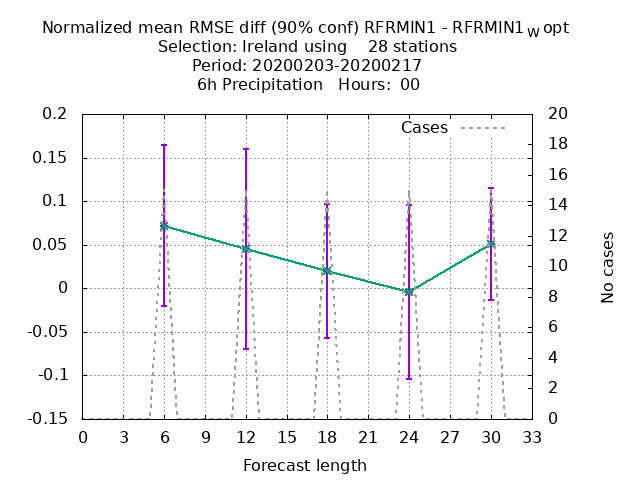 Normalized mean RMSE diff (90% conf) RFRMIN1 - RFRMIN1W opt
Selection: Ireland using    28 stations
Period: 20200203-20200217
6h Precipitation   Hours:  00
Cases
0.2
0.15
0.1
0.05
0
-0.05
-0.1
-0.15
20
18
16
14
12
10
8
6
4
2
0
No cases
0 3 6 9 12 15 18 21 24 27 30 33
Forecast length